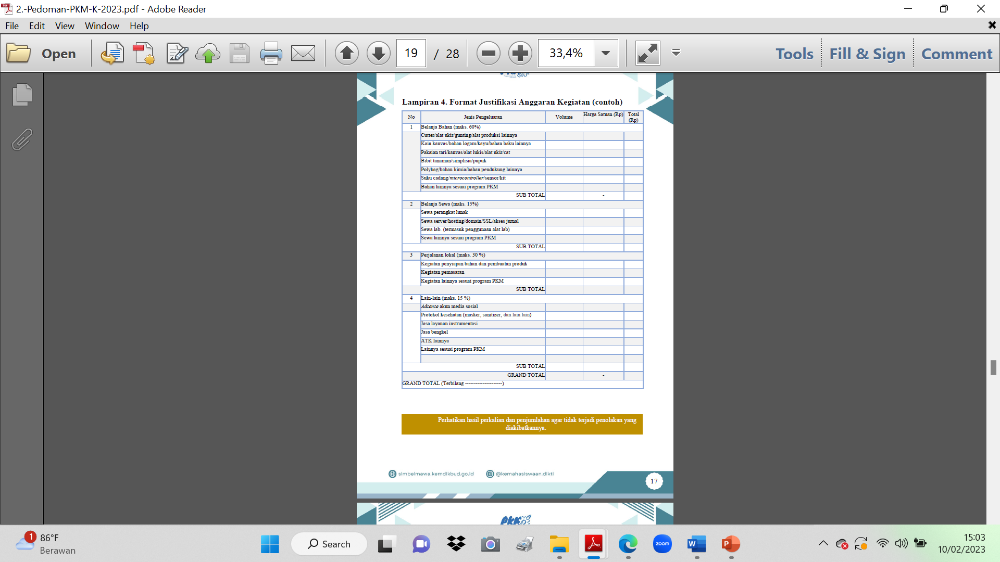 2.-Pedoman-PKM-K-2023.pdf - Adobe Reader
File Edit View Window Help
Open 19 / 28 33,4% Tools Fill & Sign Comment
Lampiran 4. Format Justifikasi Anggaran Kegiatan (contoh)
No Jenis Pengeluaran Volume Harga Satuan (Rp) Total (Rp)
1 Belanja Bahan (maks. 60%)
Cutter/alat ukir/gunting/alat produksi lainnya
Kain kanvas/bahan logam/kayu/bahan baku lainnya
Pakaian tari/kanvas/alat lukis/alat ukir/cat
Bibit tanaman/simplisia/pupuk
Polybag/bahan kimia/bahan pendukung lainnya
Suku cadang/microcontroller/sensor/kit
Bahan lainnya sesuai program PKM
SUB TOTAL -
2 Belanja Sewa (maks. 15%)
Sewa perangkat lunak
Sewa server/hosting/domain/SSL/akses jurnal
Sewa lab. (termasuk penggunaan alat lab)
Sewa lainnya sesuai program PKM
SUB TOTAL
3 Perjalanan lokal (maks. 30 %)
Kegiatan penyiapan bahan dan pembuatan produk
Kegiatan pemasaran
Kegiatan lainnya sesuai program PKM
SUB TOTAL
4 Lain-lain (maks. 15 %)
Adsense akun media sosial
Protokol kesehatan (masker, sanitizer, dan lain lain)
Jasa layanan instrumentasi
Jasa bengkel
ATK lainnya
Lainnya sesuai program PKM
SUB TOTAL
GRAND TOTAL -
GRAND TOTAL (Terbilang ---------------------)
Perhatikan hasil perkalian dan penjumlahan agar tidak terjadi penolakan yang
diakibatkannya.
simbelmawa.kemdikbud.go.id @kemahasiswaan.dikti
17
1 86°F
Berawan
Search
zoom
15:03
10/02/2023